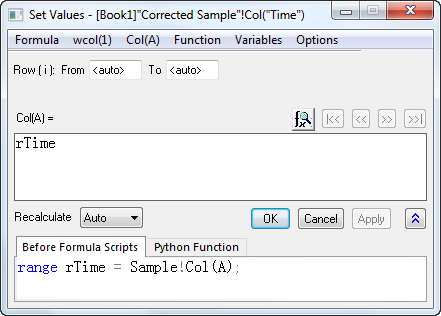 Set Values - [Book1]"Corrected Sample"!Col("Time")
Formula wcol(1) Col(A) Function Variables Options
Row ( i ): From <auto> To <auto>
Col(A) =
|<< << >> >>|
rTime
Recalculate Auto OK Cancel Apply
Before Formula Scripts Python Function
range rTime = Sample!Col(A);